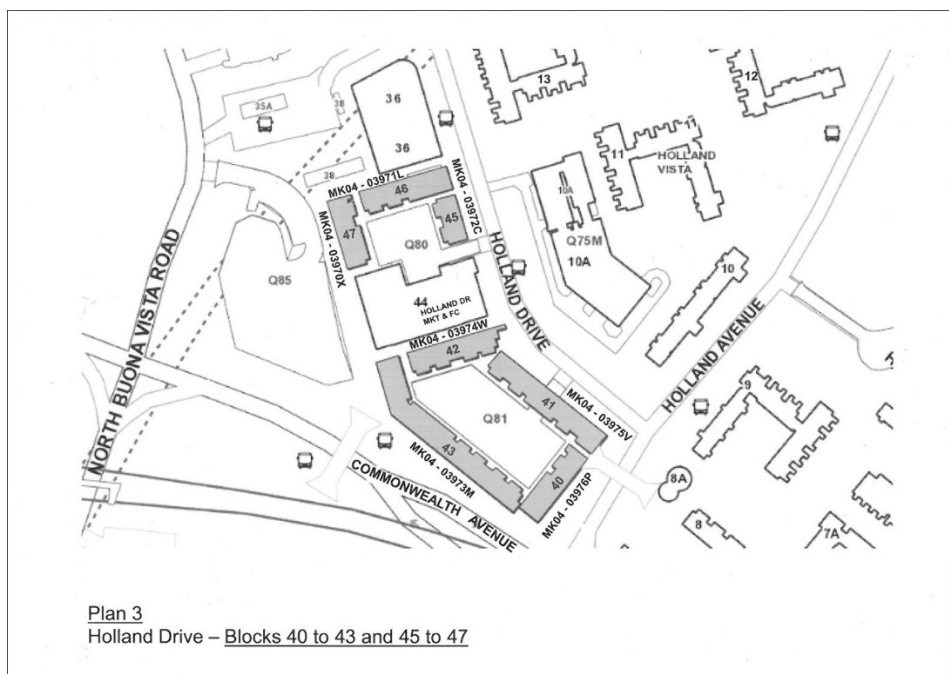 13
12
35A
38
36
36
11
11
HOLLAND
VISTA
38
MK04 - 03971L
46
MK04 - 03972C
45
47
MK04 - 03970X
Q80
10A
Q75M
10A
10
NORTH BUONA VISTA ROAD
Q85
HOLLAND DRIVE
44
HOLLAND DR
MKT & FC
MK04 - 03974W
42
HOLLAND AVENUE
41
MK04 - 03975V
Q81
9
43
MK04 - 03973M
40
MK04 - 03976P
COMMONWEALTH AVENUE
8A
8
7A
Plan 3
Holland Drive – Blocks 40 to 43 and 45 to 47